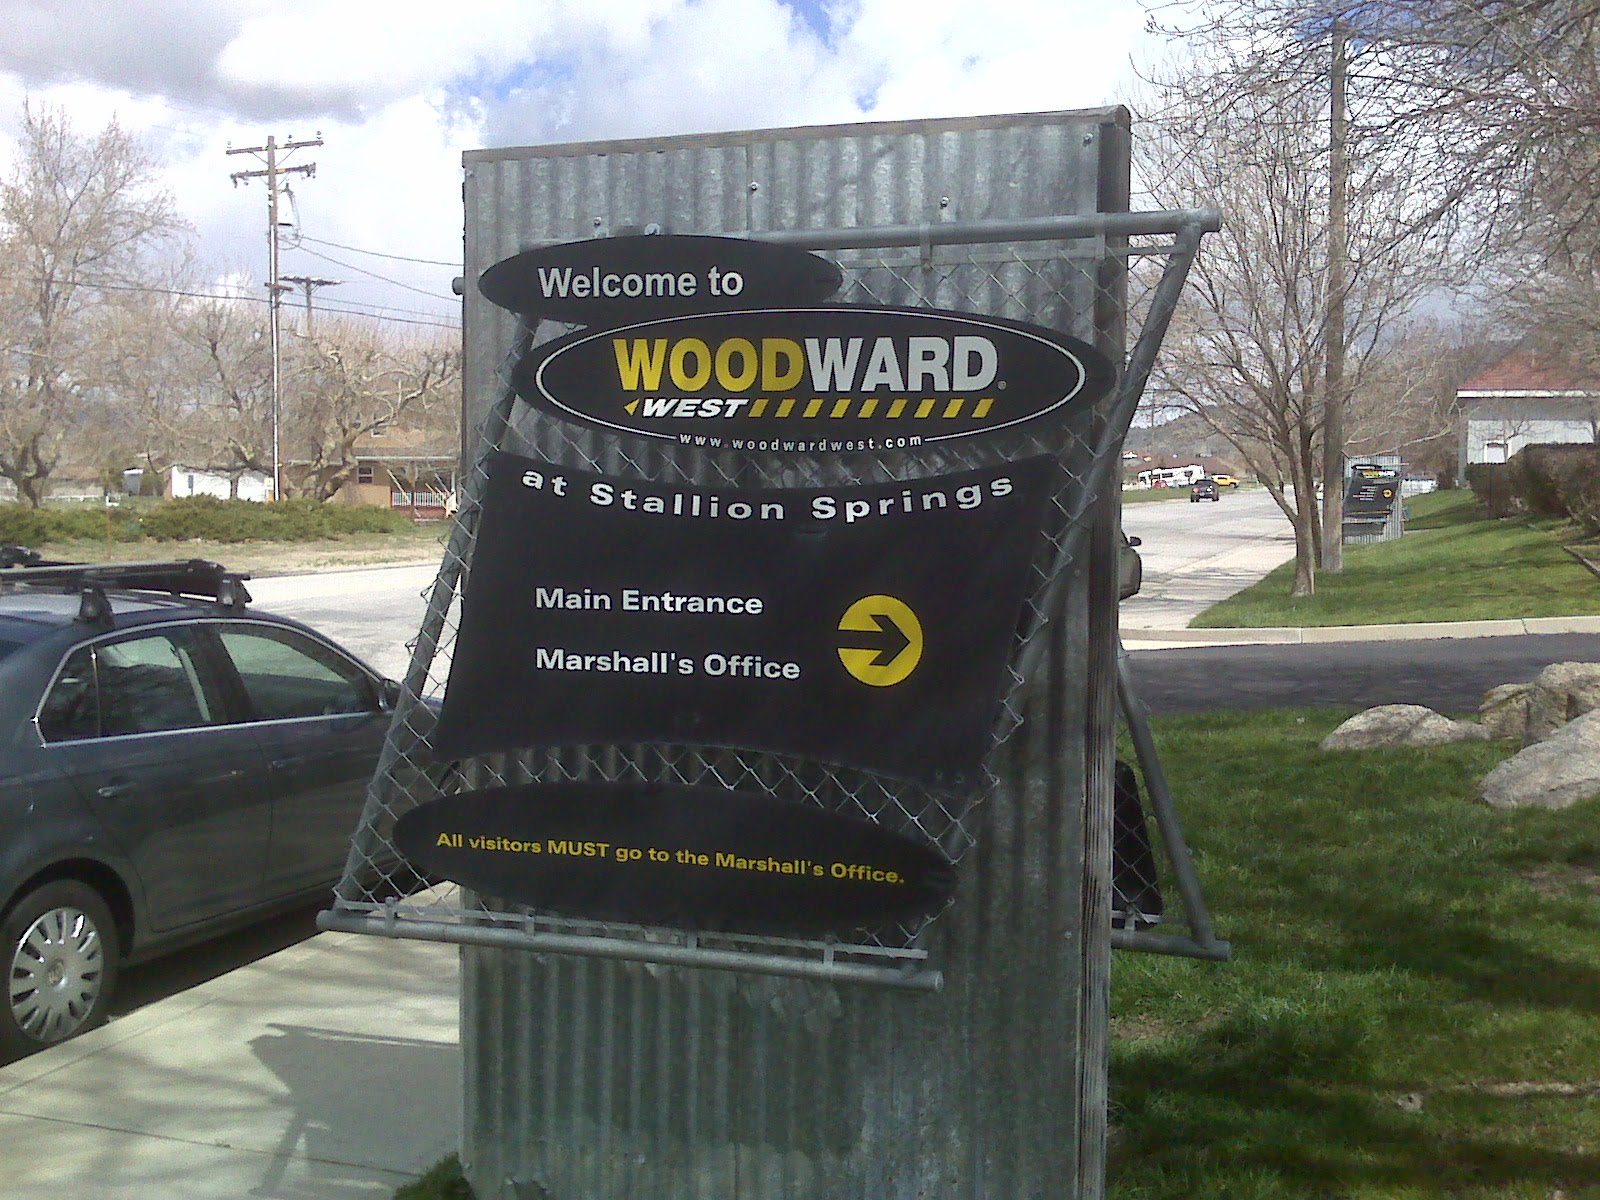 Welcome to
WOODWARD®
WEST
www.woodwardwest.com
at Stallion Springs
Main Entrance
Marshall's Office
All visitors MUST go to the Marshall's Office.